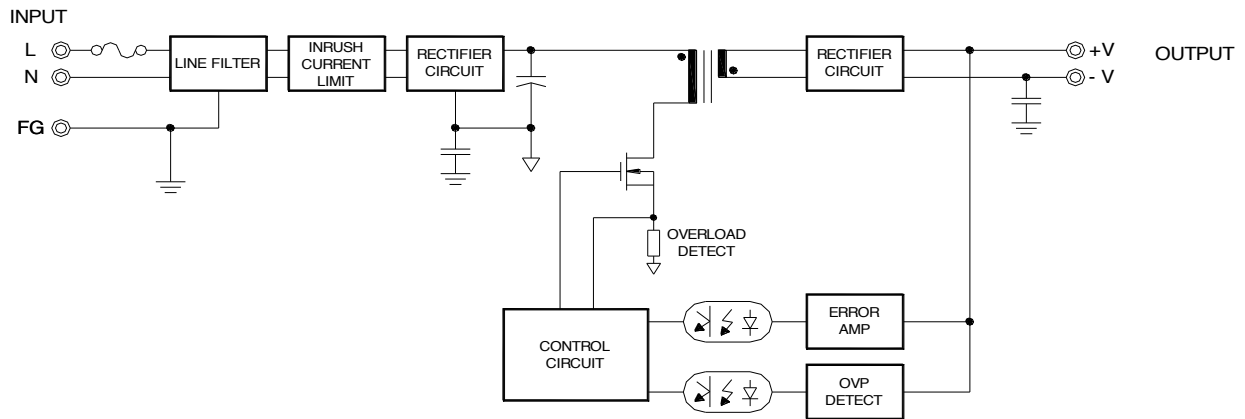 INPUT
L
N
FG
LINE FILTER
INRUSH
CURRENT
LIMIT
RECTIFIER
CIRCUIT
RECTIFIER
CIRCUIT
+V
- V
OUTPUT
OVERLOAD
DETECT
CONTROL
CIRCUIT
ERROR
AMP
OVP
DETECT